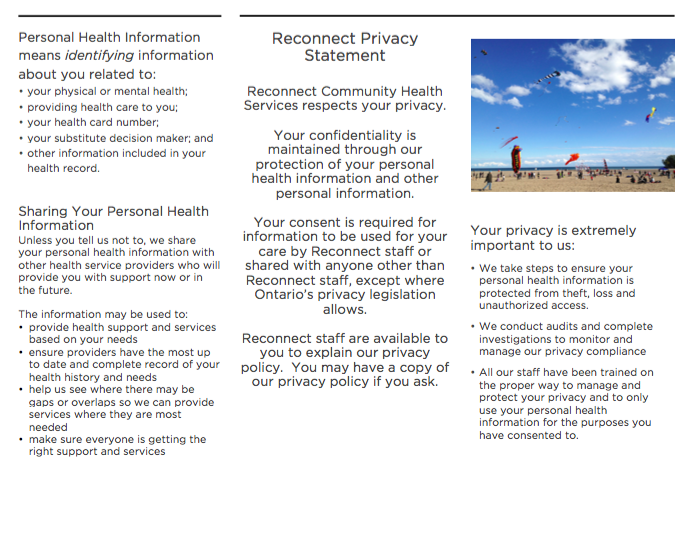 Personal Health Information
means identifying information
about you related to:
• your physical or mental health;
• providing health care to you;
• your health card number;
• your substitute decision maker; and
• other information included in your
health record.
Sharing Your Personal Health
Information
Unless you tell us not to, we share
your personal health information with
other health service providers who will
provide you with support now or in
the future.
The information may be used to:
• provide health support and services
based on your needs
• ensure providers have the most up
to date and complete record of your
health history and needs
• help us see where there may be
gaps or overlaps so we can provide
services where they are most
needed
• make sure everyone is getting the
right support and services
Reconnect Privacy
Statement
Reconnect Community Health
Services respects your privacy.
Your confidentiality is
maintained through our
protection of your personal
health information and other
personal information.
Your consent is required for
information to be used for your
care by Reconnect staff or
shared with anyone other than
Reconnect staff, except where
Ontario's privacy legislation
allows.
Reconnect staff are available to
you to explain our privacy
policy. You may have a copy of
our privacy policy if you ask.
Your privacy is extremely
important to us:
• We take steps to ensure your
personal health information is
protected from theft, loss and
unauthorized access.
• We conduct audits and complete
investigations to monitor and
manage our privacy compliance
• All our staff have been trained on
the proper way to manage and
protect your privacy and to only
use your personal health
information for the purposes you
have consented to.